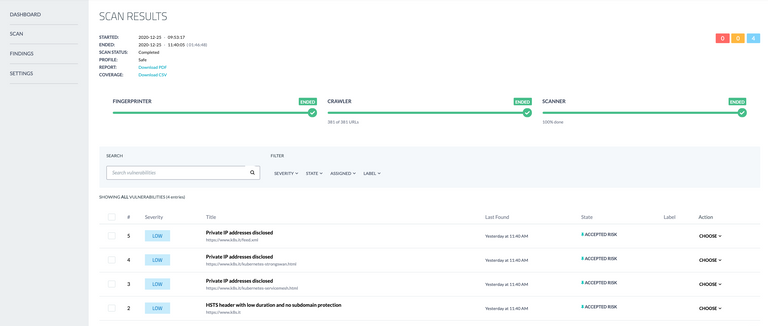 DASHBOARD
SCAN
FINDINGS
SETTINGS
SCAN RESULTS
STARTED: 2020-12-25 - 09:53:17
ENDED: 2020-12-25 - 11:40:05 (01:46:48)
SCAN STATUS: Completed
PROFILE: Safe
REPORT: Download PDF
COVERAGE: Download CSV
0 0 4
FINGERPRINTER ENDED
CRAWLER ENDED
381 of 381 URLs
SCANNER ENDED
100% done
SEARCH
Search vulnerabilities
FILTER
SEVERITY STATE ASSIGNED LABEL
SHOWING ALL VULNERABILITIES (4 entries)
# Severity Title Last Found State Label Action
5 LOW Private IP addresses disclosed Yesterday at 11:40 AM ACCEPTED RISK CHOOSE
https://www.k8s.it/feed.xml
4 LOW Private IP addresses disclosed Yesterday at 11:40 AM ACCEPTED RISK CHOOSE
https://www.k8s.it/kubernetes-strongswan.html
3 LOW Private IP addresses disclosed Yesterday at 11:40 AM ACCEPTED RISK CHOOSE
https://www.k8s.it/kubernetes-servicemesh.html
2 LOW HSTS header with low duration and no subdomain protection Yesterday at 11:40 AM ACCEPTED RISK CHOOSE
https://www.k8s.it